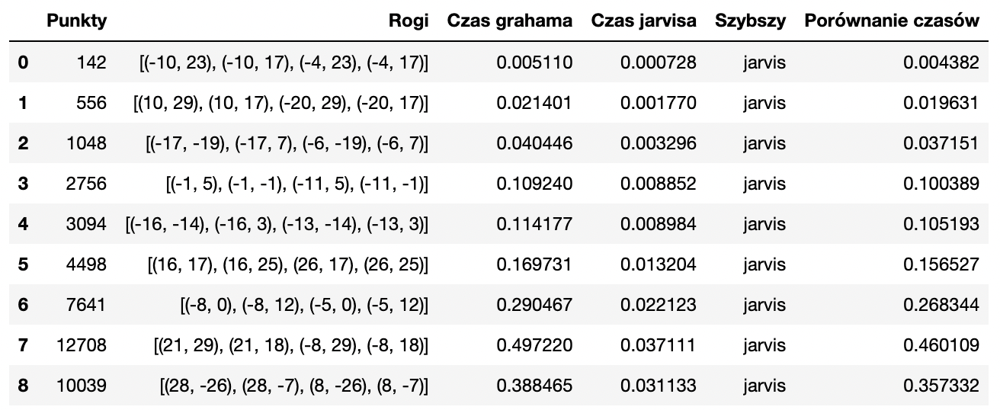 Punkty Rogi Czas grahama Czas jarvisa Szybszy Porównanie czasów
0 142 [(-10, 23), (-10, 17), (-4, 23), (-4, 17)] 0.005110 0.000728 jarvis 0.004382
1 556 [(10, 29), (10, 17), (-20, 29), (-20, 17)] 0.021401 0.001770 jarvis 0.019631
2 1048 [(-17, -19), (-17, 7), (-6, -19), (-6, 7)] 0.040446 0.003296 jarvis 0.037151
3 2756 [(-1, 5), (-1, -1), (-11, 5), (-11, -1)] 0.109240 0.008852 jarvis 0.100389
4 3094 [(-16, -14), (-16, 3), (-13, -14), (-13, 3)] 0.114177 0.008984 jarvis 0.105193
5 4498 [(16, 17), (16, 25), (26, 17), (26, 25)] 0.169731 0.013204 jarvis 0.156527
6 7641 [(-8, 0), (-8, 12), (-5, 0), (-5, 12)] 0.290467 0.022123 jarvis 0.268344
7 12708 [(21, 29), (21, 18), (-8, 29), (-8, 18)] 0.497220 0.037111 jarvis 0.460109
8 10039 [(28, -26), (28, -7), (8, -26), (8, -7)] 0.388465 0.031133 jarvis 0.357332